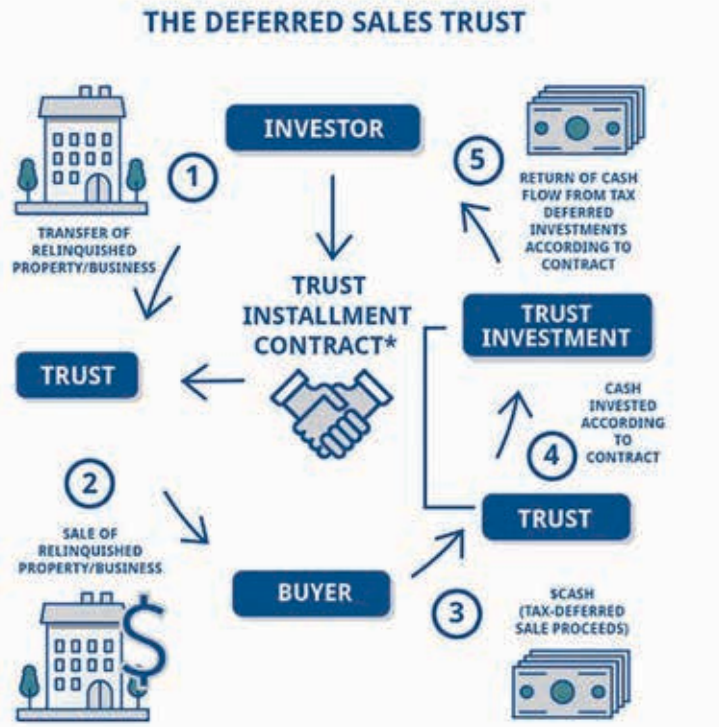 THE DEFERRED SALES TRUST
INVESTOR
1
TRANSFER OF
RELINQUISHED
PROPERTY/BUSINESS
TRUST
INSTALLMENT
CONTRACT*
TRUST
2
SALE OF
RELINQUISHED
PROPERTY/BUSINESS
$
BUYER
3
$CASH
(TAX-DEFERRED
SALE PROCEEDS)
TRUST
4
CASH
INVESTED
ACCORDING
TO
CONTRACT
TRUST
INVESTMENT
5
RETURN OF CASH
FLOW FROM TAX
DEFERRED
INVESTMENTS
ACCORDING TO
CONTRACT